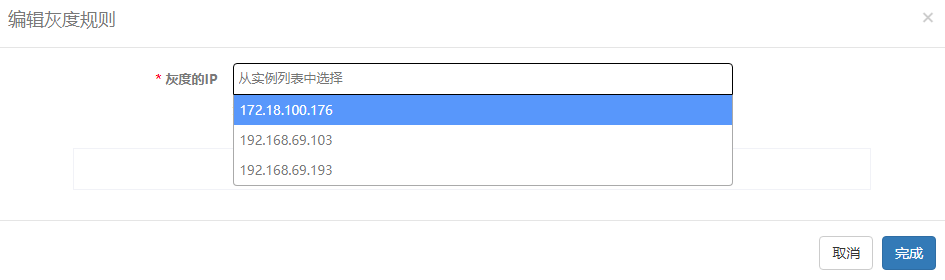 编辑灰度规则 ×
* 灰度的IP 从实例列表中选择
172.18.100.176
192.168.69.103
192.168.69.193
取消 完成